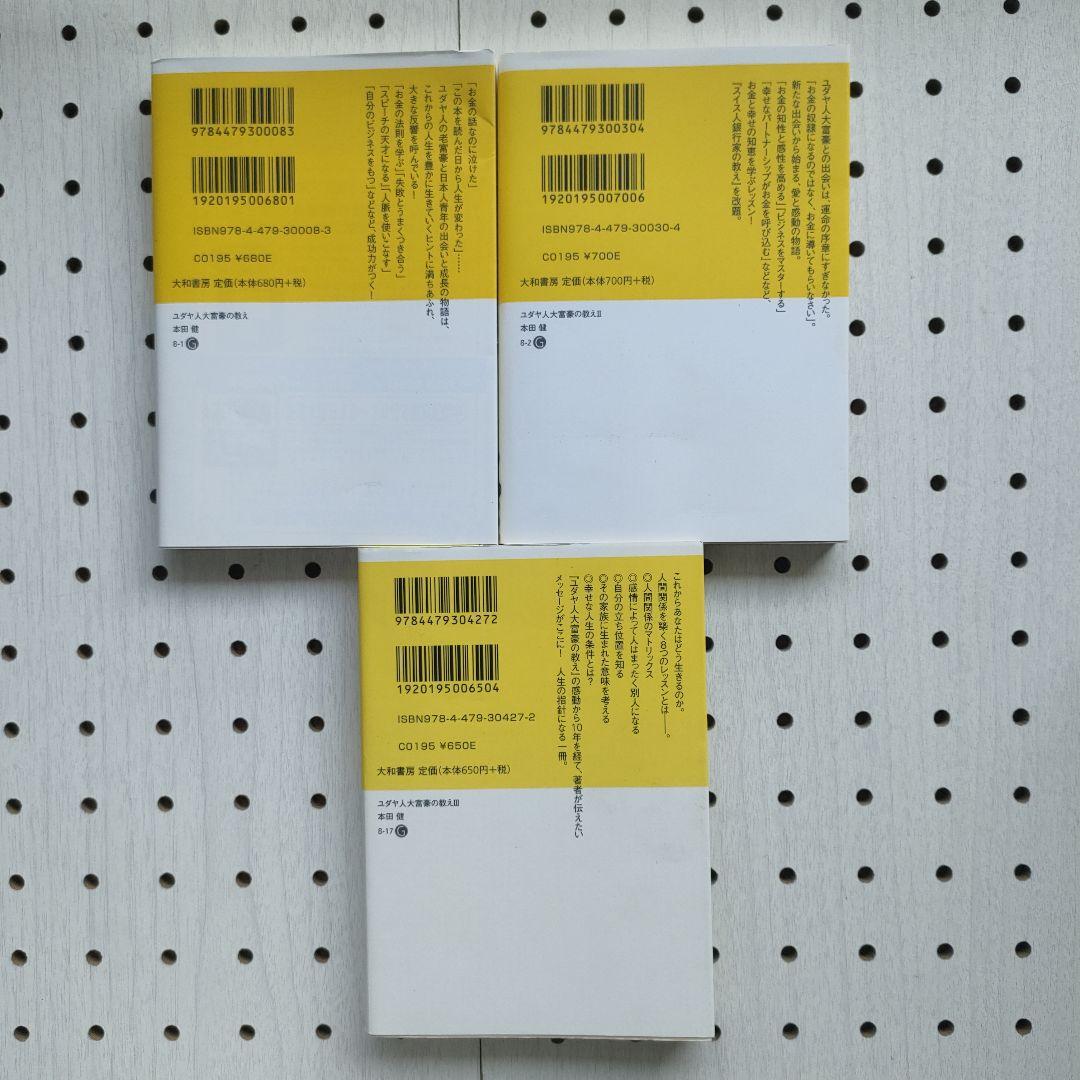 9784479300083
1920195006801
ISBN978-4-479-30008-3
C0195 ¥680E
大和書房 定価(本体680円+税)
「お金の話なのに泣けた」
「この本を読んだ日から人生が変わった」……
ユダヤ人の老富豪と日本人青年の出会いと成長の物語は、
これからの人生を豊かに生きていくヒントに満ちあふれ、
大きな反響を呼んでいる!
「お金の法則を学ぶ」「失敗とうまくつき合う」
「スピーチの天才になる」「人脈を使いこなす」
「自分のビジネスをもつ」などなど、成功力がつく!
ユダヤ人大富豪の教え
本田 健
8-1 G
9784479300304
1920195007006
ISBN978-4-479-30030-4
C0195 ¥700E
大和書房 定価(本体700円+税)
ユダヤ人大富豪との出会いは、運命の序章にすぎなかった。
「お金の奴隷になるのではなく、お金に導いてもらいなさい」。
新たな出会いから始まる、愛と感動の物語。
「お金の知性と感性を高める」「ビジネスをマスターする」
「幸せなパートナーシップがお金を呼び込む」などなど、
お金と幸せの知恵を学ぶレッスン!
『スイス人銀行家の教え』を改題。
ユダヤ人大富豪の教えII
本田 健
8-2 G
9784479304272
1920195006504
ISBN978-4-479-30427-2
C0195 ¥650E
大和書房 定価(本体650円+税)
これからあなたはどう生きるのか。
人間関係を築く8つのレッスンとは――。
◎人間関係のマトリックス
◎感情によって人はまったく別人になる
◎自分の立ち位置を知る
◎その家族に生まれた意味を考える
◎幸せな人生の条件とは?
『ユダヤ人大富豪の教え』の感動から10年を経て、著者が伝えたい
メッセージがここに! 人生の指針になる一冊。
ユダヤ人大富豪の教えIII
本田 健
8-17 G